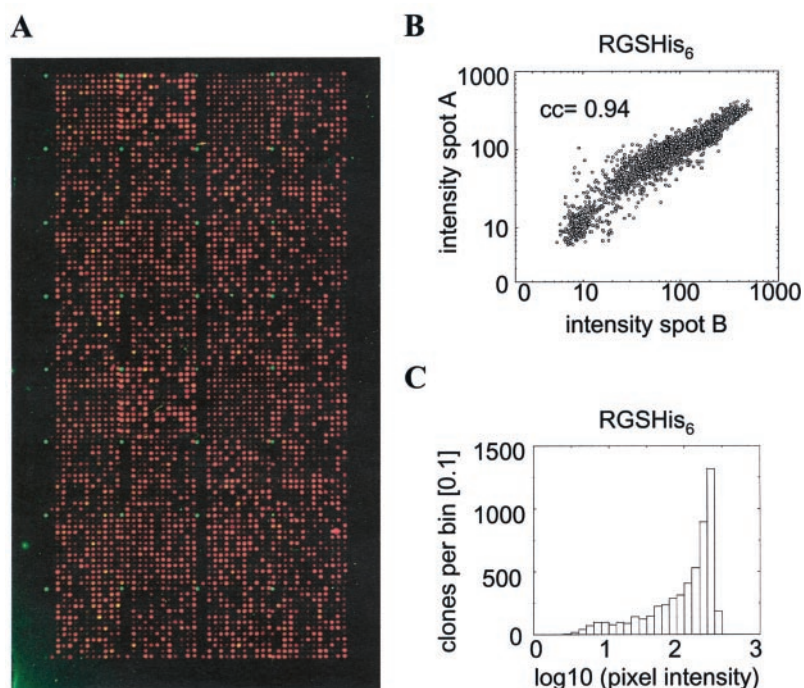 A
B
RGSHis₆
1000
100
10
0
cc= 0.94
intensity spot A
0 10 100 1000
intensity spot B
C
RGSHis₆
1500
1000
500
0
clones per bin [0.1]
0 1 2 3
log10 (pixel intensity)